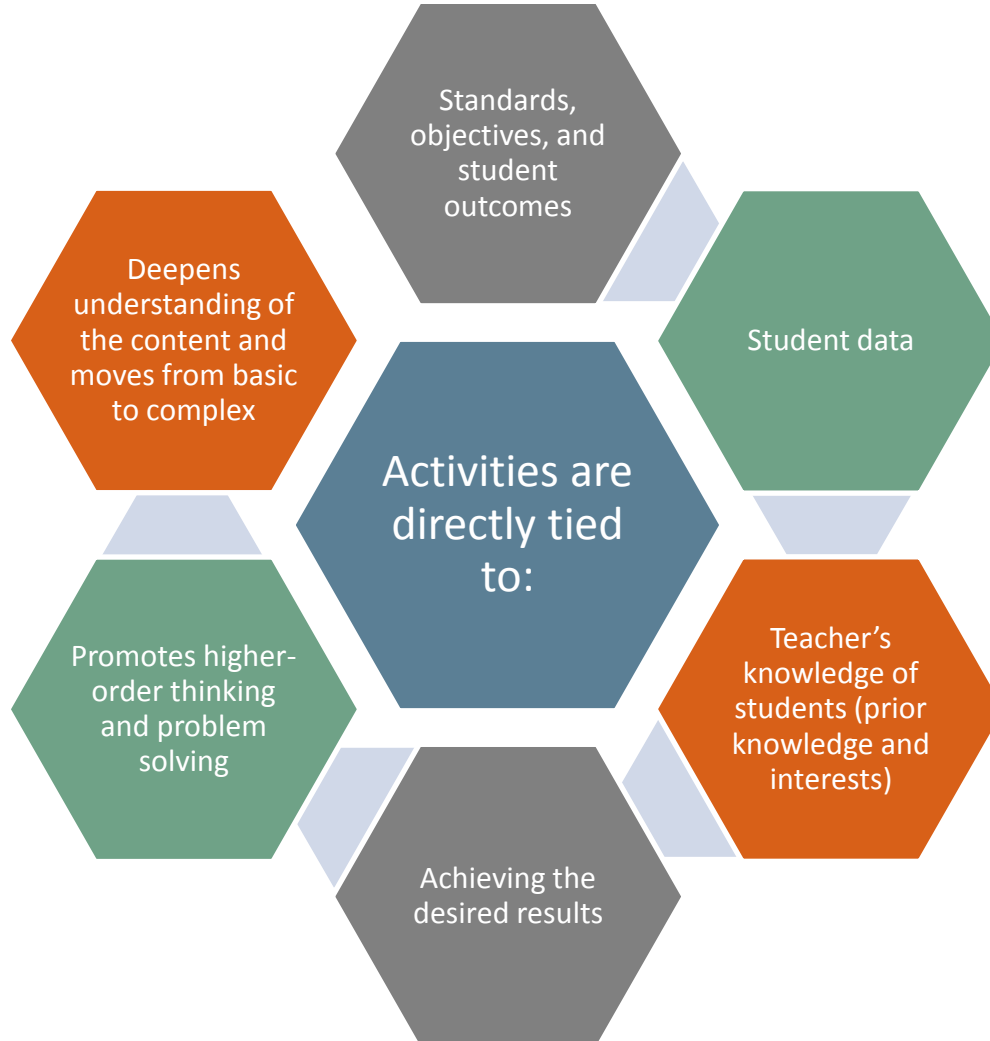 Standards,
objectives, and
student
outcomes
Student data
Teacher’s
knowledge of
students (prior
knowledge and
interests)
Achieving the
desired results
Promotes higher-
order thinking
and problem
solving
Deepens
understanding of
the content and
moves from basic
to complex
Activities are
directly tied
to: